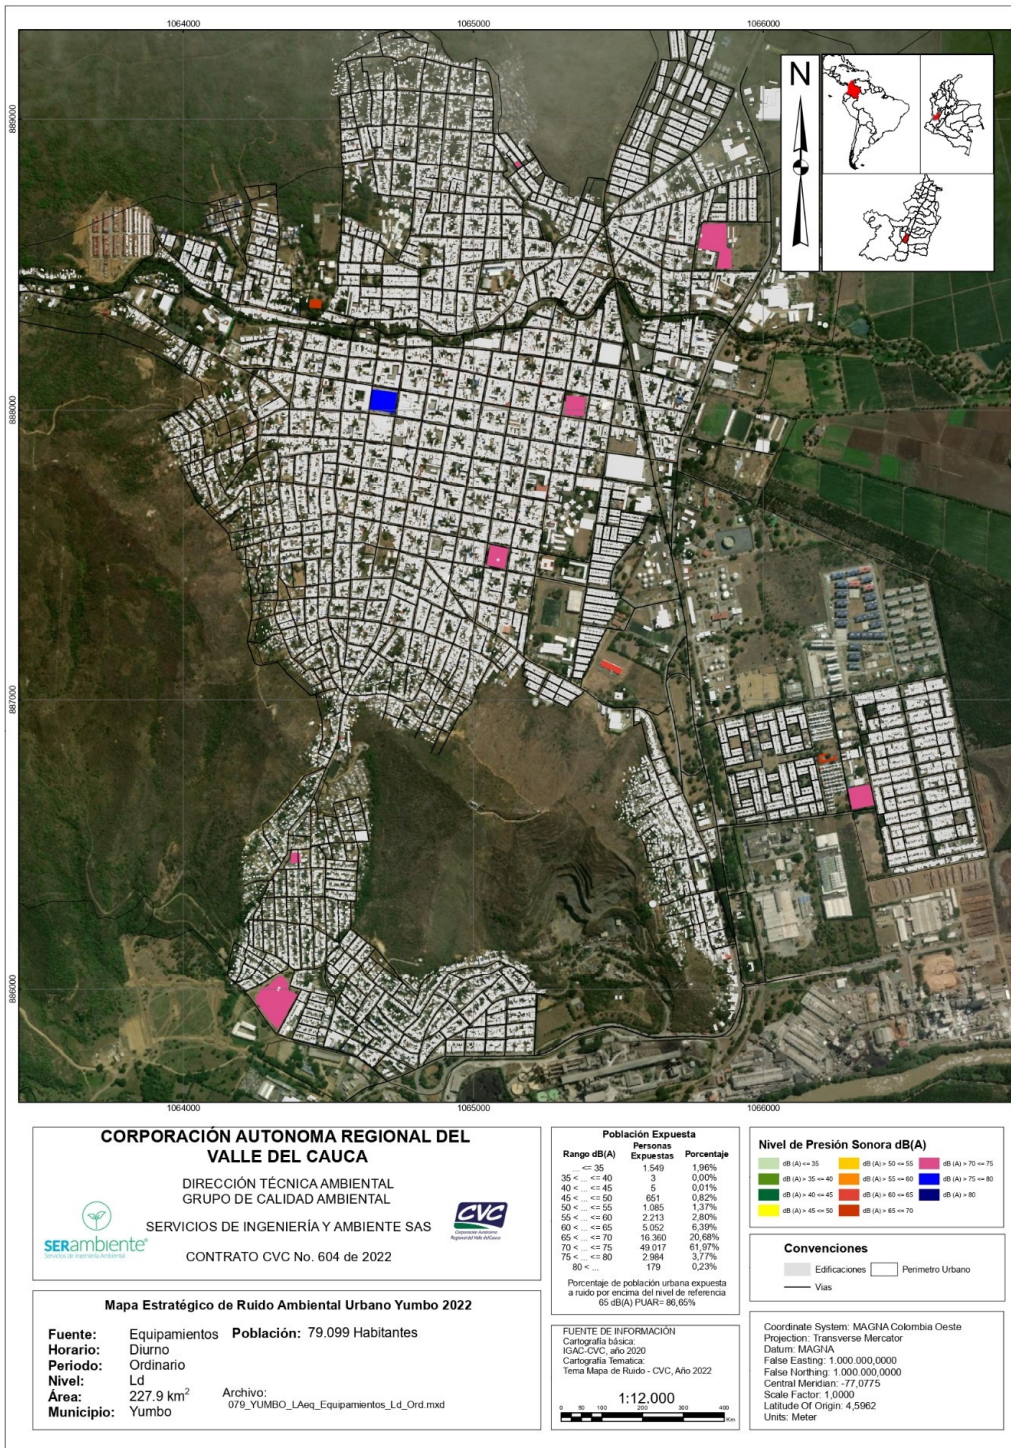 1064000
1065000
1066000
889000
888000
887000
886000
N
1064000
1065000
1066000
CORPORACIÓN AUTONOMA REGIONAL DEL
VALLE DEL CAUCA
DIRECCIÓN TÉCNICA AMBIENTAL
GRUPO DE CALIDAD AMBIENTAL
SERVICIOS DE INGENIERÍA Y AMBIENTE SAS
CONTRATO CVC No. 604 de 2022
SERambiente
Servicios de Ingeniería Ambiental
CVC
Corporación Autónoma
Regional del Valle del Cauca
Mapa Estratégico de Ruido Ambiental Urbano Yumbo 2022
Fuente: Equipamientos Población: 79.099 Habitantes
Horario: Diurno
Periodo: Ordinario
Nivel: Ld
Área: 227.9 km2
Municipio: Yumbo
Archivo:
079_YUMBO_LAeq_Equipamientos_Ld_Ord.mxd
Población Expuesta
Rango dB(A) Personas Expuestas Porcentaje
... <= 35 1.549 1,96%
35 < ... <= 40 3 0,00%
40 < ... <= 45 5 0,01%
45 < ... <= 50 651 0,82%
50 < ... <= 55 1.085 1,37%
55 < ... <= 60 2.213 2,80%
60 < ... <= 65 5.052 6,39%
65 < ... <= 70 16.360 20,68%
70 < ... <= 75 49.017 61,97%
75 < ... <= 80 2.984 3,77%
80 < ... 179 0,23%
Porcentaje de población urbana expuesta
a ruido por encima del nivel de referencia
65 dB(A) PUAR= 86,65%
FUENTE DE INFORMACIÓN
Cartografía básica:
IGAC-CVC, año 2020
Cartografía Tematica:
Tema Mapa de Ruido - CVC, Año 2022
1:12.000
0 50 100 200 300 400
Km
Nivel de Presión Sonora dB(A)
dB (A) <= 35
dB (A) > 35 <= 40
dB (A) > 40 <= 45
dB (A) > 45 <= 50
dB (A) > 50 <= 55
dB (A) > 55 <= 60
dB (A) > 60 <= 65
dB (A) > 65 <= 70
dB (A) > 70 <= 75
dB (A) > 75 <= 80
dB (A) > 80
Convenciones
Edificaciones
Perimetro Urbano
Vias
Coordinate System: MAGNA Colombia Oeste
Projection: Transverse Mercator
Datum: MAGNA
False Easting: 1.000.000,0000
False Northing: 1.000.000,0000
Central Meridian: -77,0775
Scale Factor: 1,0000
Latitude Of Origin: 4,5962
Units: Meter